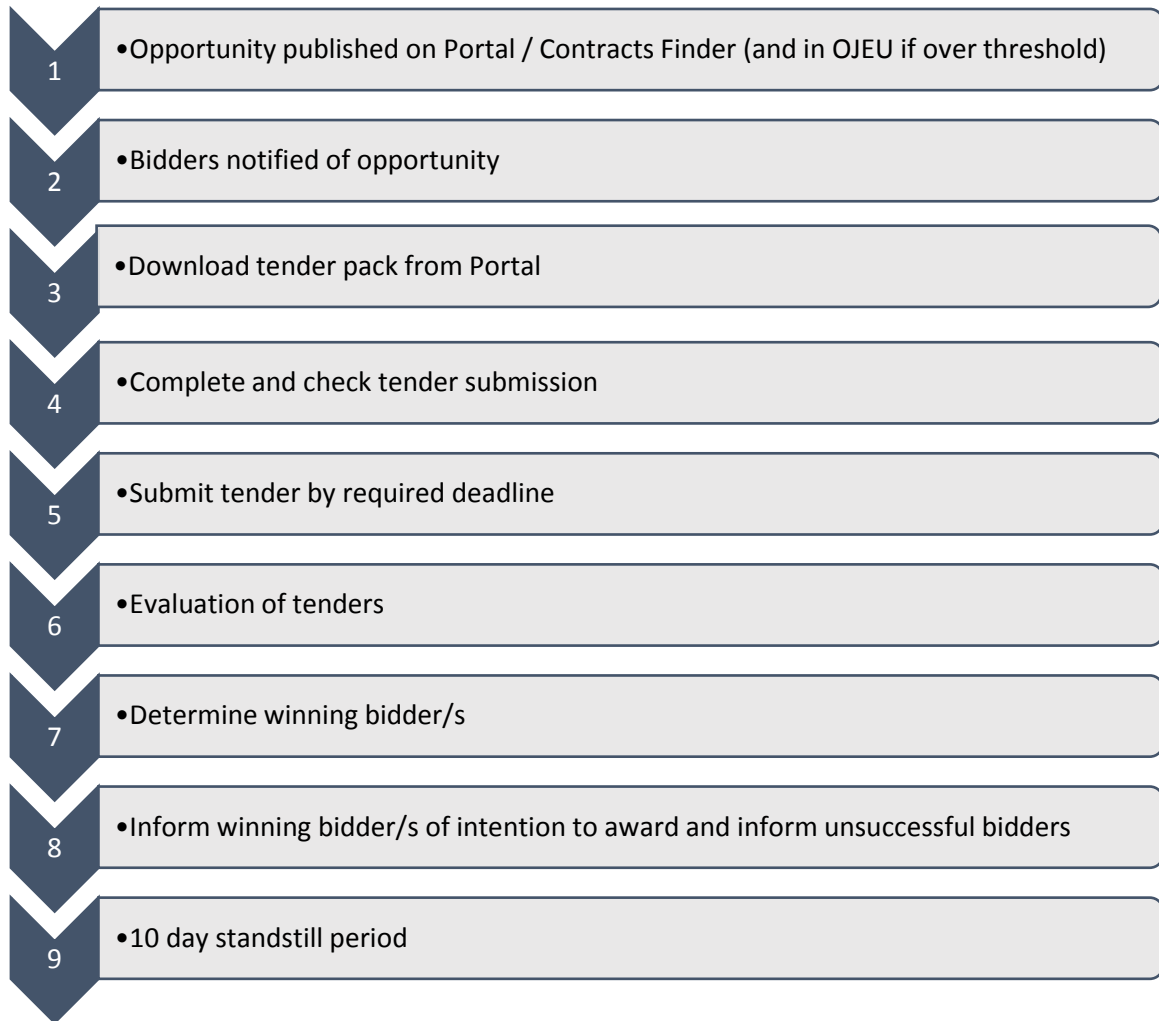 1
•Opportunity published on Portal / Contracts Finder (and in OJEU if over threshold)
2
•Bidders notified of opportunity
3
•Download tender pack from Portal
4
•Complete and check tender submission
5
•Submit tender by required deadline
6
•Evaluation of tenders
7
•Determine winning bidder/s
8
•Inform winning bidder/s of intention to award and inform unsuccessful bidders
9
•10 day standstill period